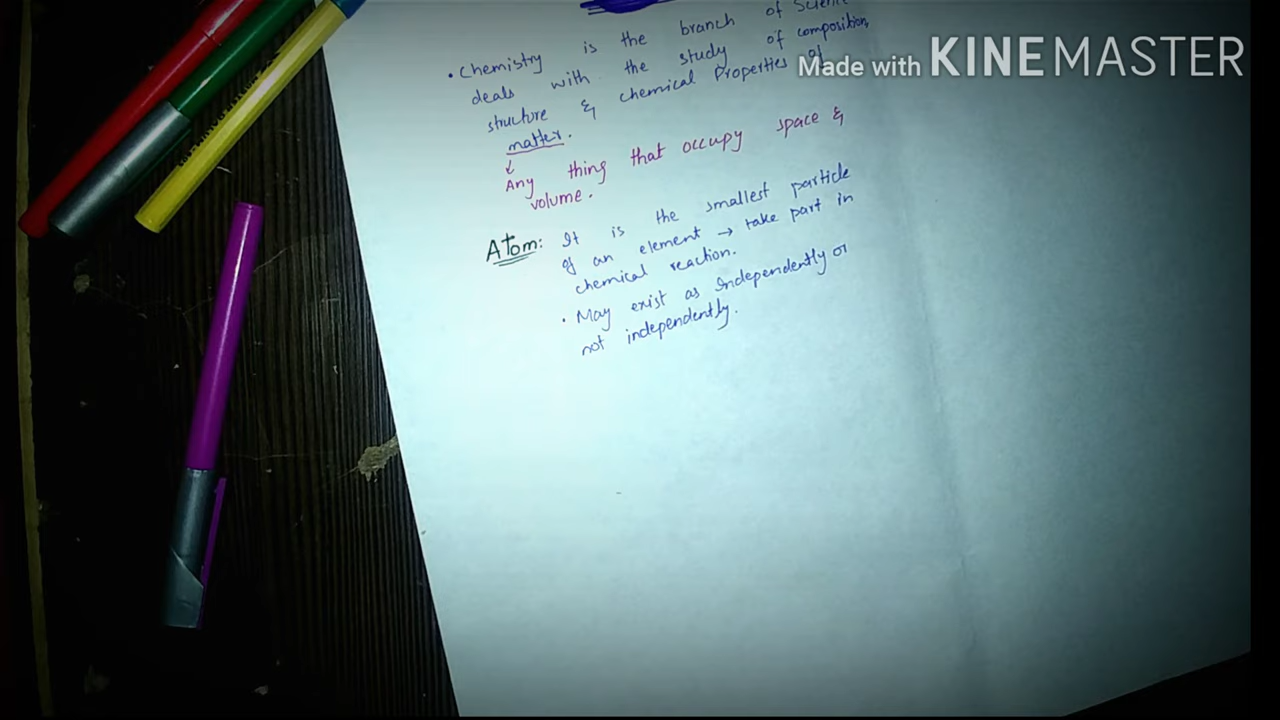 • Chemistry is the branch of Science
deals with the study of composition,
structure & chemical Properties of
matter.
Any thing that occupy space &
volume.
Atom: It is the smallest particle
of an element → take part in
chemical reaction.
• May exist as Independently or
not independently.
Made with KINEMASTER